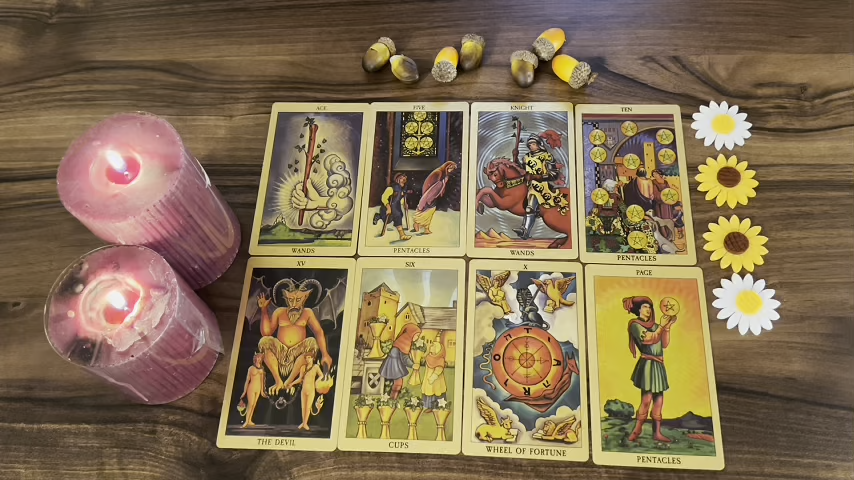 ACE
WANDS
FIVE
PENTACLES
KNIGHT
WANDS
TEN
PENTACLES
XV
THE DEVIL
SIX
CUPS
X
T A R O
WHEEL OF FORTUNE
PAGE
PENTACLES